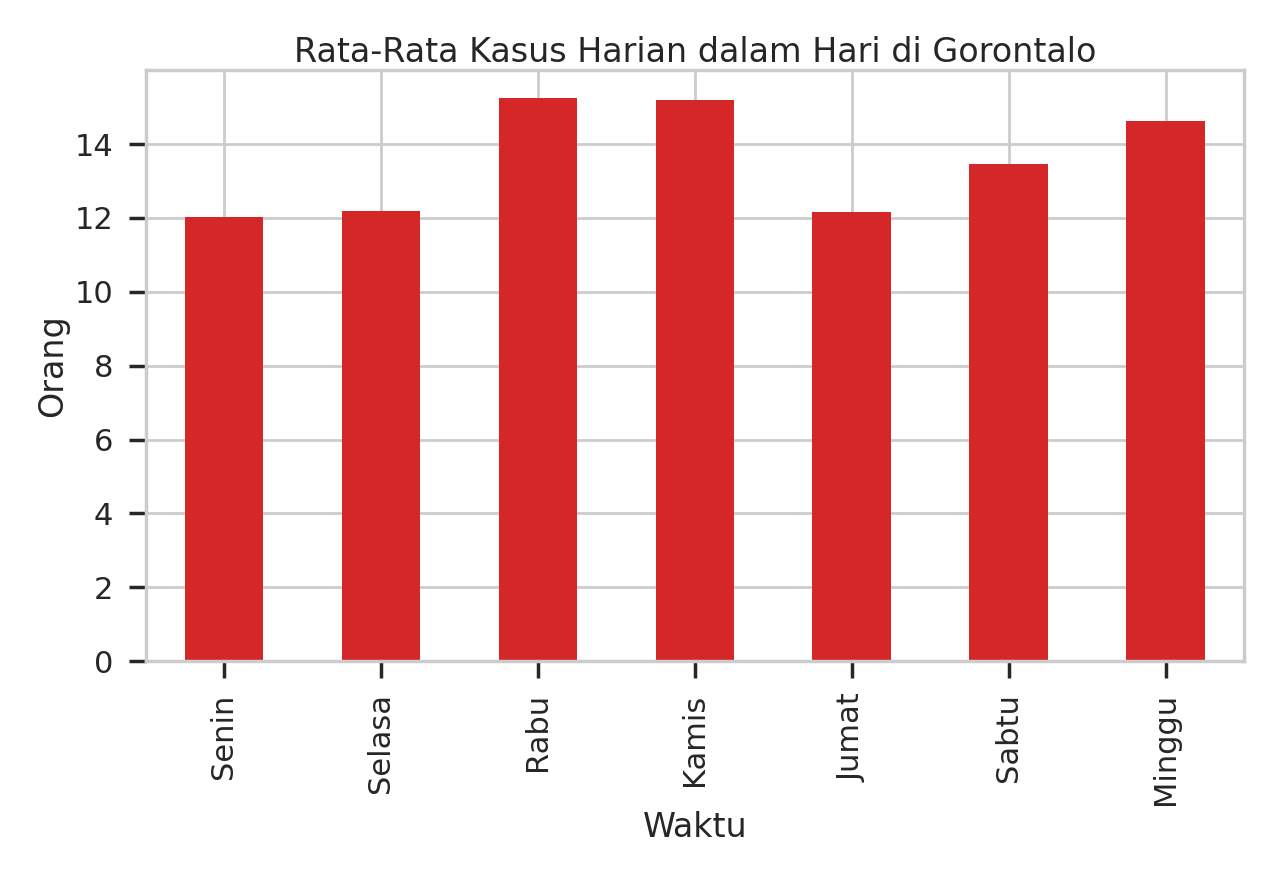 Rata-Rata Kasus Harian dalam Hari di Gorontalo
14
12
10
8
6
4
2
0
Orang
Senin
Selasa
Rabu
Kamis
Jumat
Sabtu
Minggu
Waktu